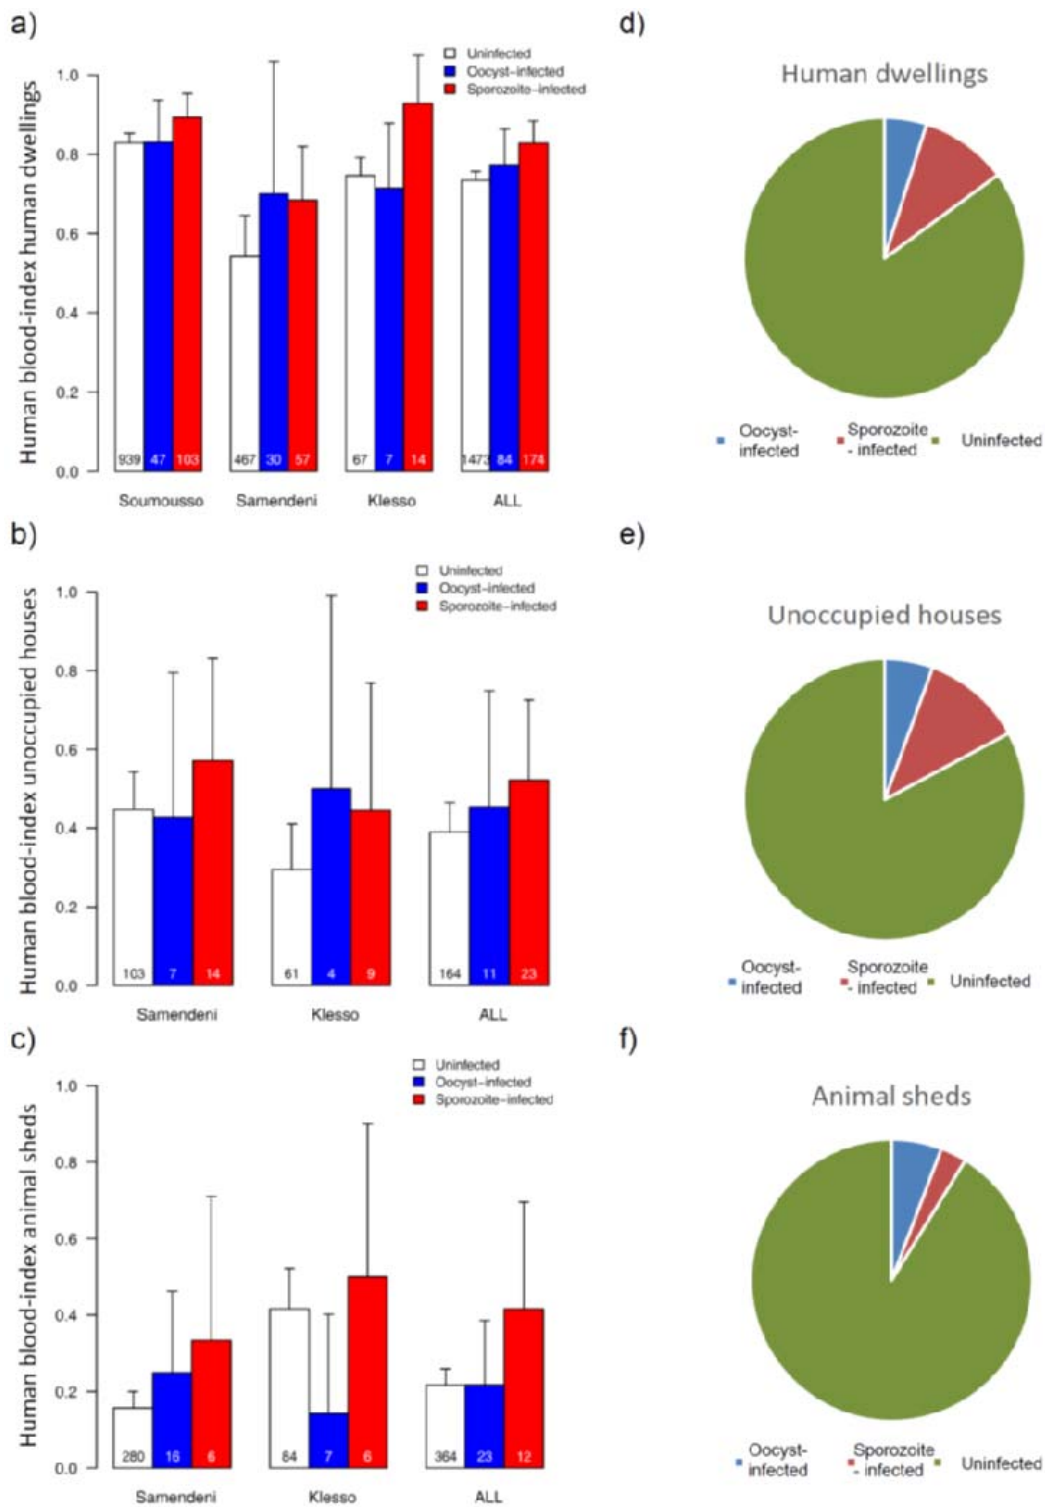 a)
Human blood-index human dwellings
Uninfected
Oocyst-infected
Sporozoite-infected
1.0
0.8
0.6
0.4
0.2
0.0
939 47 103
467 30 57
67 7 14
1473 84 174
Soumousso Samendeni Klesso ALL
d)
Human dwellings
Oocyst-
infected
Sporozoite
- infected
Uninfected
b)
Human blood-index unoccupied houses
Uninfected
Oocyst-infected
Sporozoite-infected
1.0
0.8
0.6
0.4
0.2
0.0
103 7 14
61 4 9
164 11 23
Samendeni Klesso ALL
e)
Unoccupied houses
Oocyst-
infected
Sporozoite
- infected
Uninfected
c)
Human blood-index animal sheds
Uninfected
Oocyst-infected
Sporozoite-infected
1.0
0.8
0.6
0.4
0.2
0.0
280 16 6
84 7 6
364 23 12
Samendeni Klesso ALL
f)
Animal sheds
Oocyst-
infected
Sporozoite
- infected
Uninfected